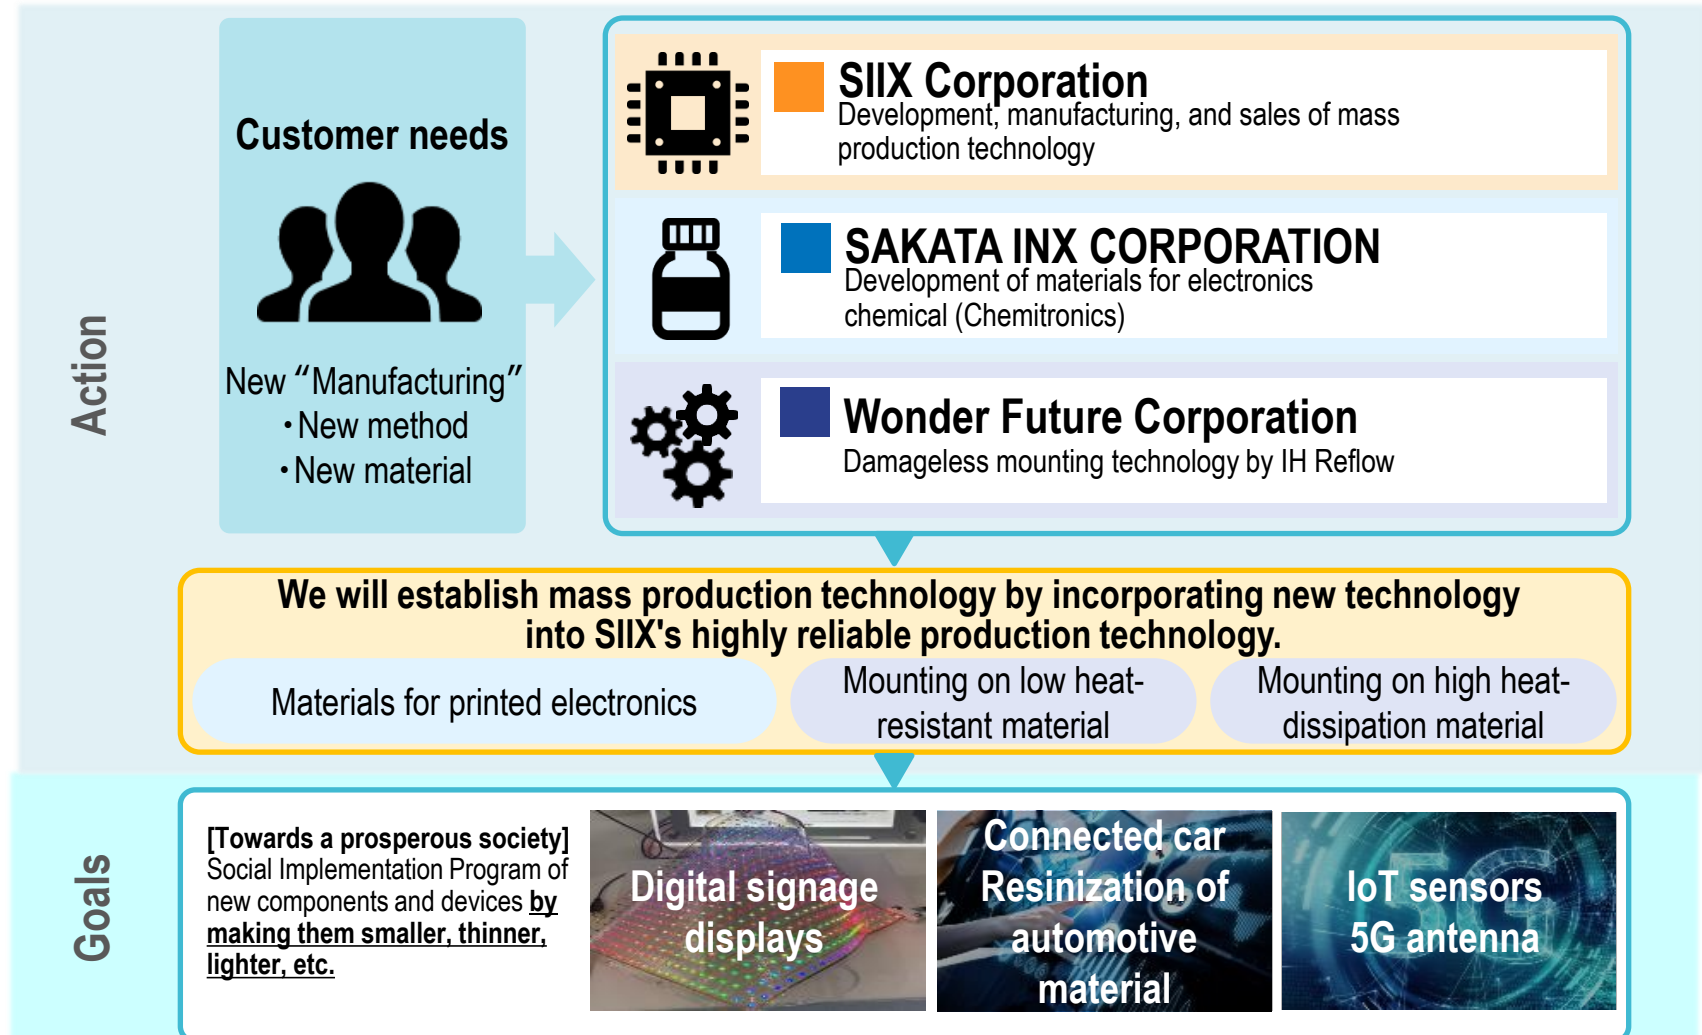 Action
Customer needs
New “Manufacturing”
・New method
・New material
SIIX Corporation
Development, manufacturing, and sales of mass
production technology
SAKATA INX CORPORATION
Development of materials for electronics
chemical (Chemitronics)
Wonder Future Corporation
Damageless mounting technology by IH Reflow
We will establish mass production technology by incorporating new technology
into SIIX's highly reliable production technology.
Materials for printed electronics
Mounting on low heat-
resistant material
Mounting on high heat-
dissipation material
Goals
[Towards a prosperous society]
Social Implementation Program of
new components and devices by
making them smaller, thinner,
lighter, etc.
Digital signage
displays
Connected car
Resinization of
automotive
material
5G
IoT sensors
5G antenna